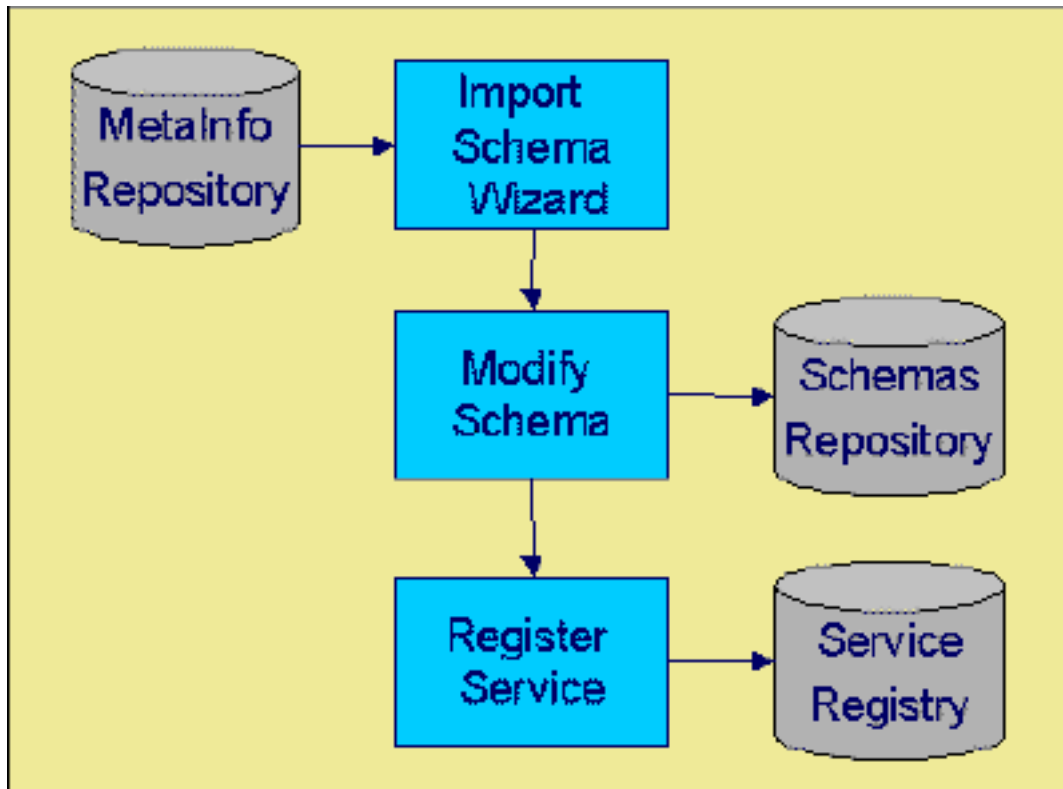 MetaInfo
Repository
Import
Schema
Wizard
Modify
Schema
Schemas
Repository
Register
Service
Service
Registry